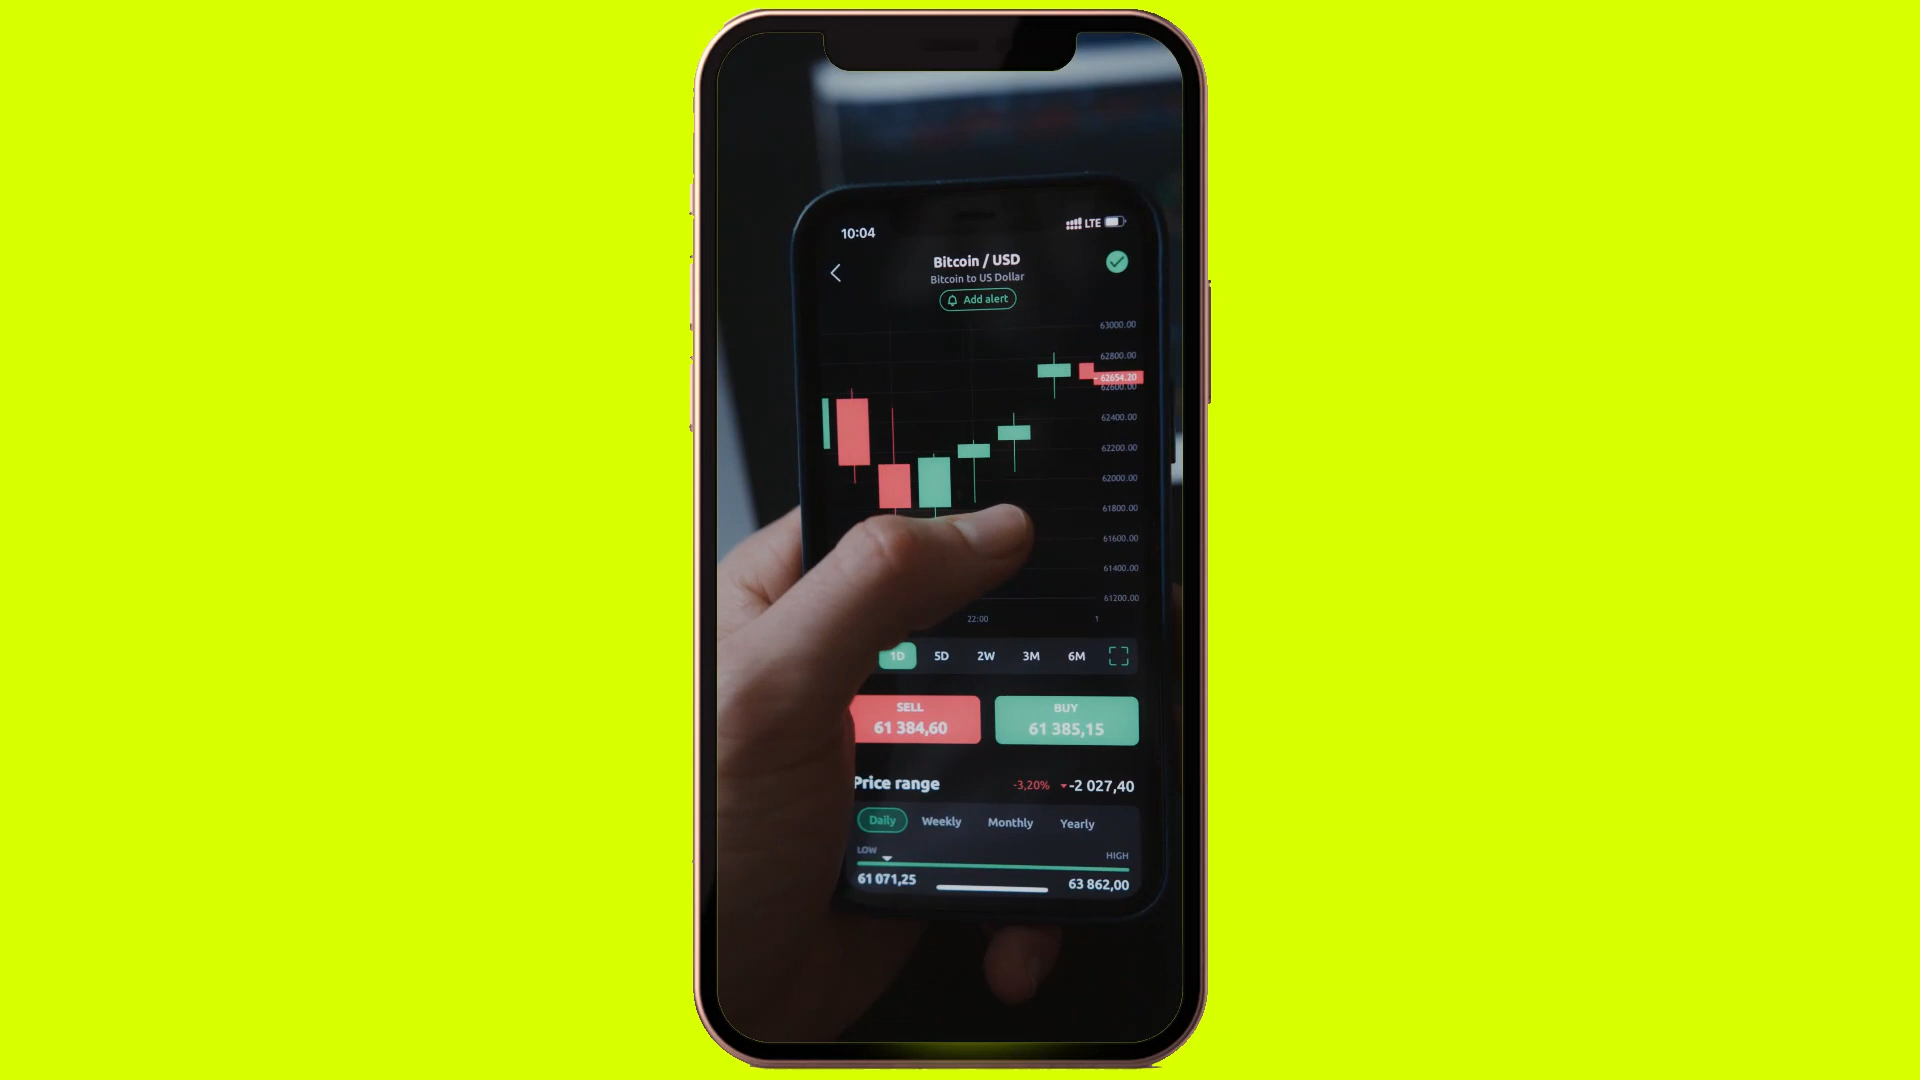 10:04 LTE
Bitcoin / USD
Bitcoin to US Dollar
Add alert
63000.00
62800.00
62654.20
62600.00
62400.00
62200.00
62000.00
61800.00
61600.00
61400.00
61200.00
22:00 1
1D 5D 2W 3M 6M
SELL BUY
61 384,60 61 385,15
Price range -3,20% -2 027,40
Daily Weekly Monthly Yearly
LOW HIGH
61 071,25 63 862,00